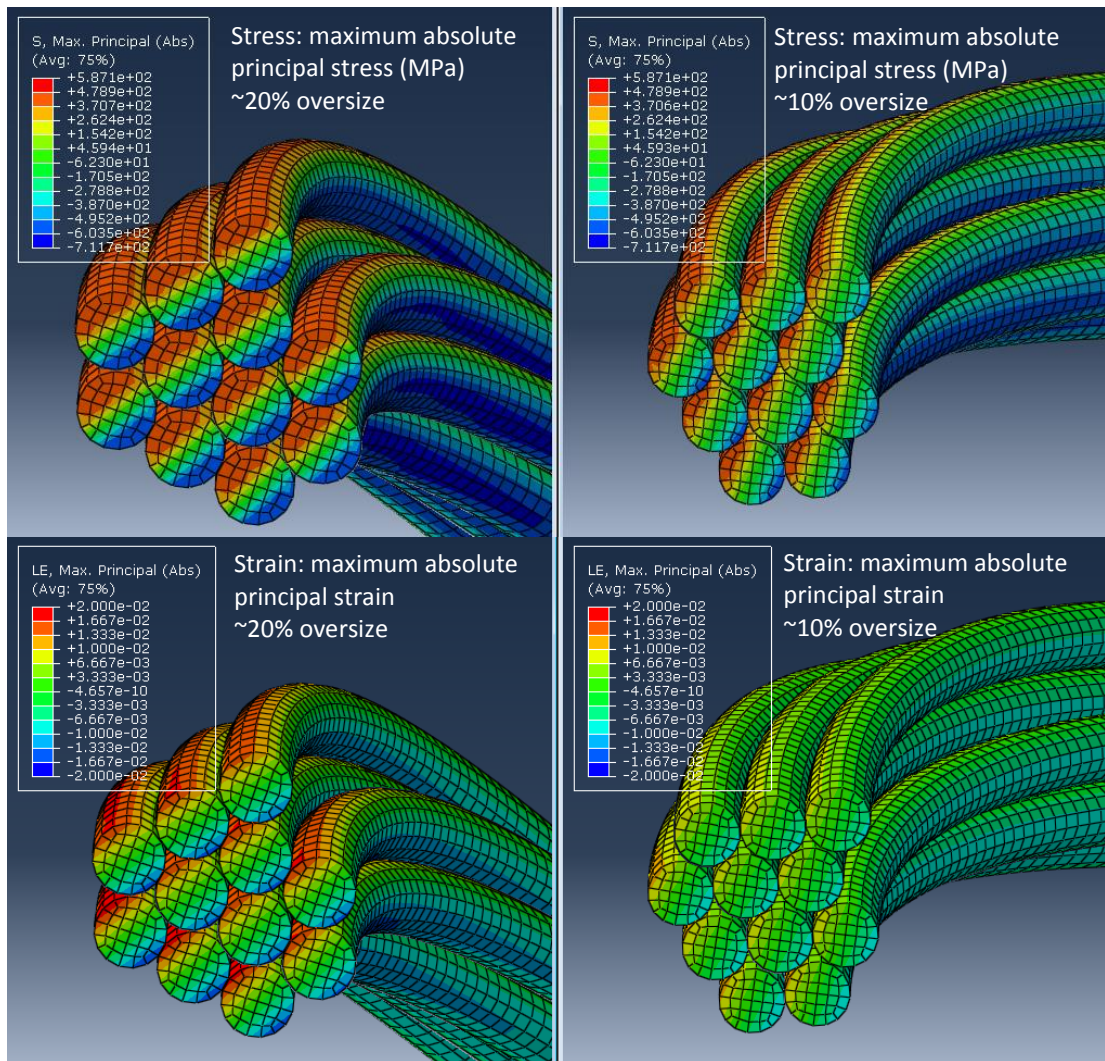 S, Max. Principal (Abs)
(Avg: 75%)
+5.871e+02
+4.789e+02
+3.707e+02
+2.624e+02
+1.542e+02
+4.594e+01
-6.230e+01
-1.705e+02
-2.788e+02
-3.870e+02
-4.952e+02
-6.035e+02
-7.117e+02
Stress: maximum absolute
principal stress (MPa)
~20% oversize
S, Max. Principal (Abs)
(Avg: 75%)
+5.871e+02
+4.789e+02
+3.706e+02
+2.624e+02
+1.542e+02
+4.593e+01
-6.230e+01
-1.705e+02
-2.788e+02
-3.870e+02
-4.952e+02
-6.035e+02
-7.117e+02
Stress: maximum absolute
principal stress (MPa)
~10% oversize
LE, Max. Principal (Abs)
(Avg: 75%)
+2.000e-02
+1.667e-02
+1.333e-02
+1.000e-02
+6.667e-03
+3.333e-03
-4.657e-10
-3.333e-03
-6.667e-03
-1.000e-02
-1.333e-02
-1.667e-02
-2.000e-02
Strain: maximum absolute
principal strain
~20% oversize
LE, Max. Principal (Abs)
(Avg: 75%)
+2.000e-02
+1.667e-02
+1.333e-02
+1.000e-02
+6.667e-03
+3.333e-03
-4.657e-10
-3.333e-03
-6.667e-03
-1.000e-02
-1.333e-02
-1.667e-02
-2.000e-02
Strain: maximum absolute
principal strain
~10% oversize